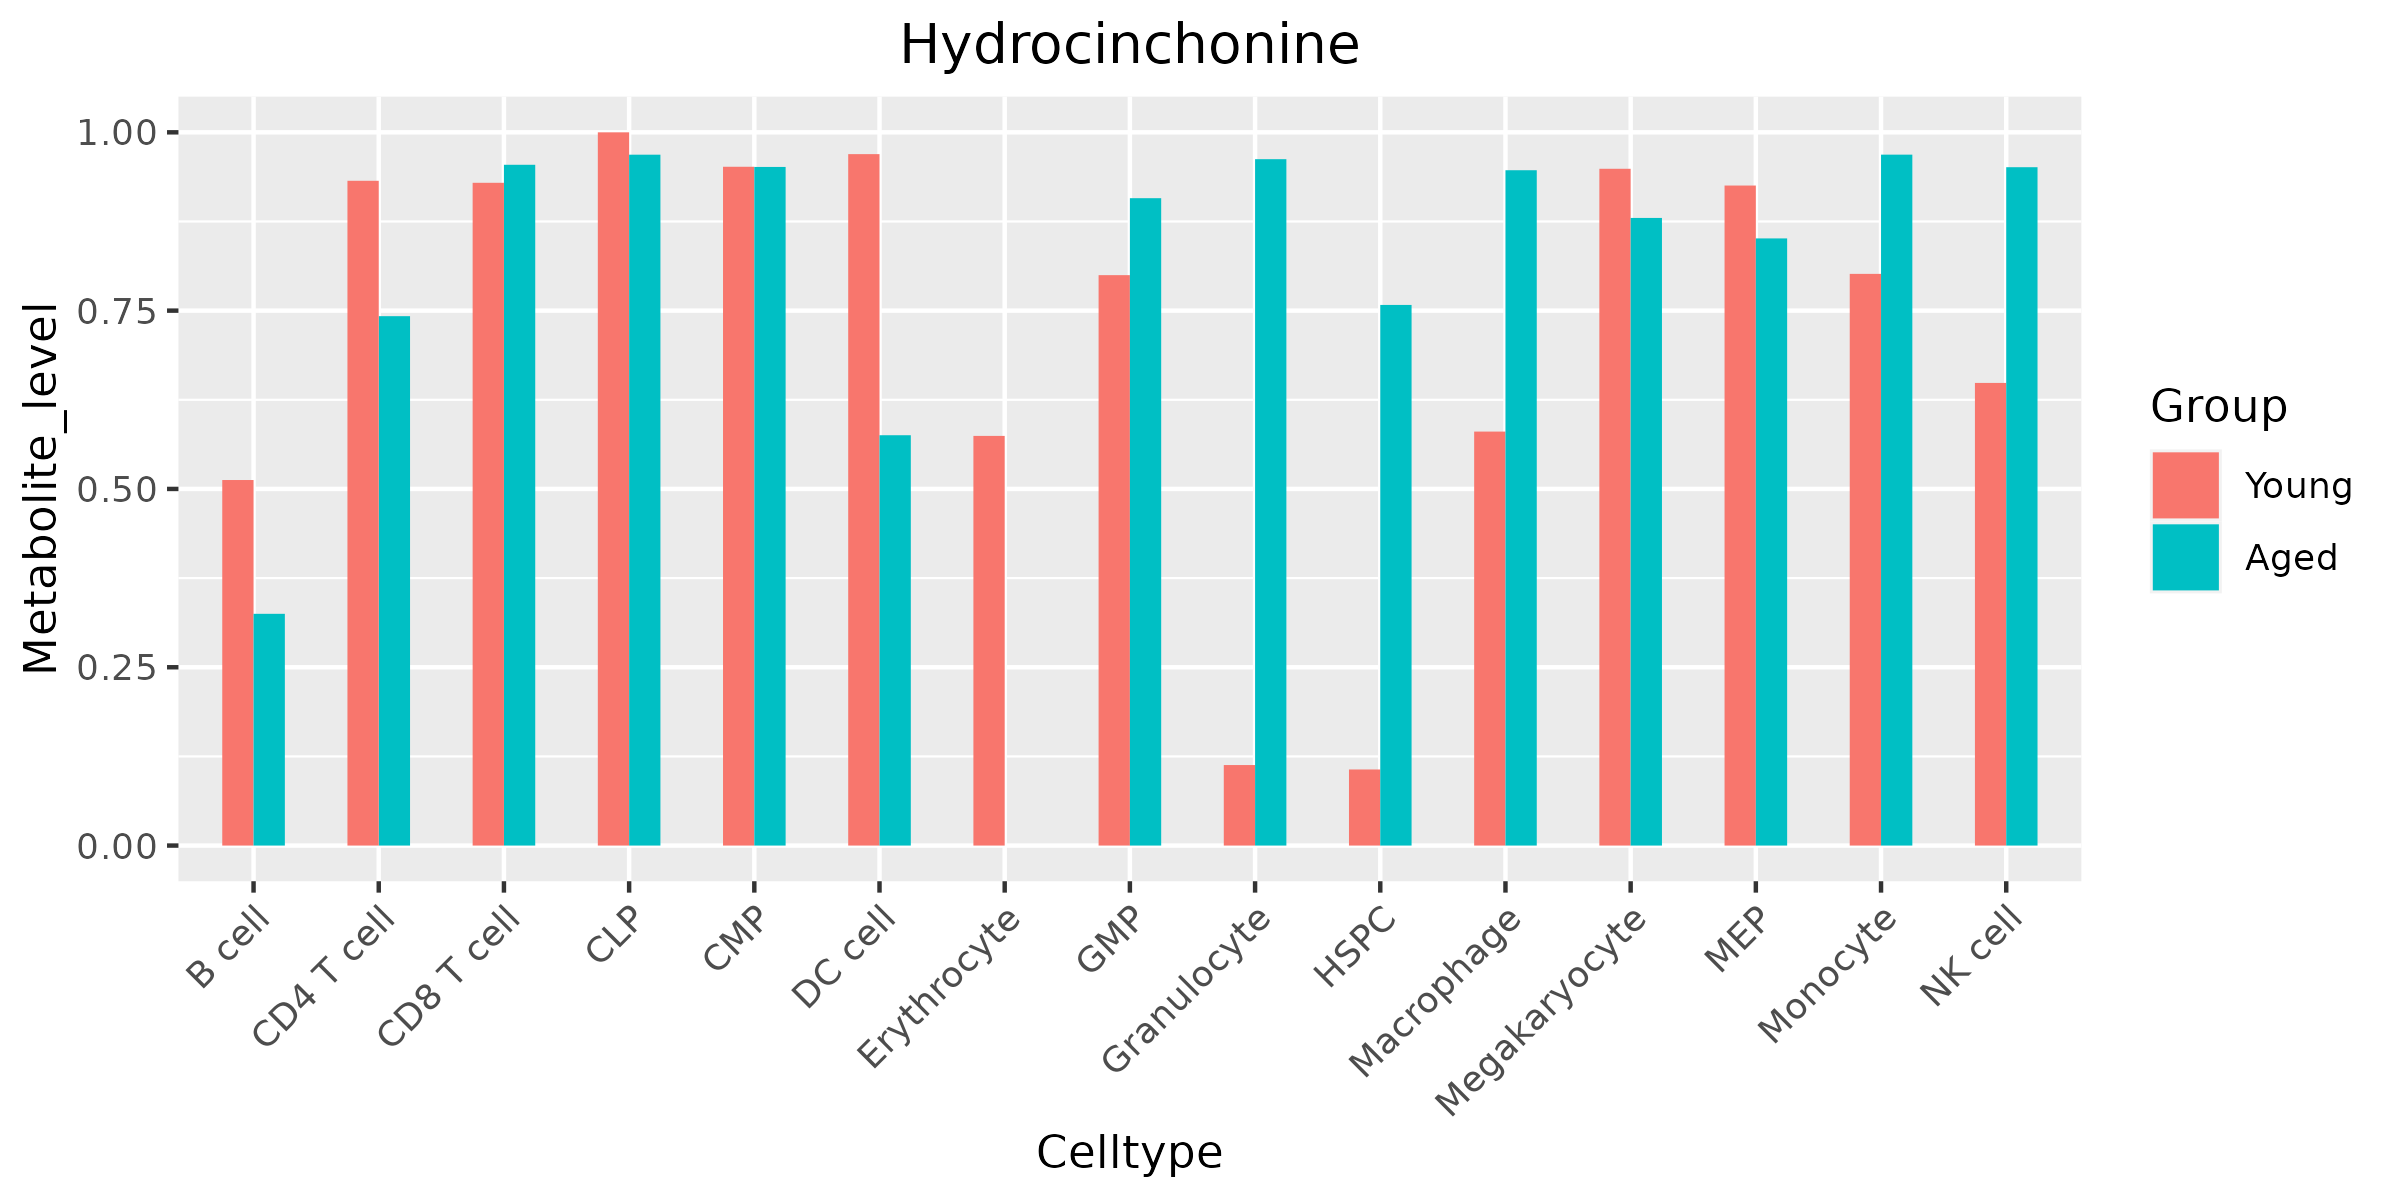 Hydrocinchonine
Metabolite_level
1.00
0.75
0.50
0.25
0.00
B cell
CD4 T cell
CD8 T cell
CLP
CMP
DC cell
Erythrocyte
GMP
Granulocyte
HSPC
Macrophage
Megakaryocyte
MEP
Monocyte
NK cell
Celltype
Group
Young
Aged